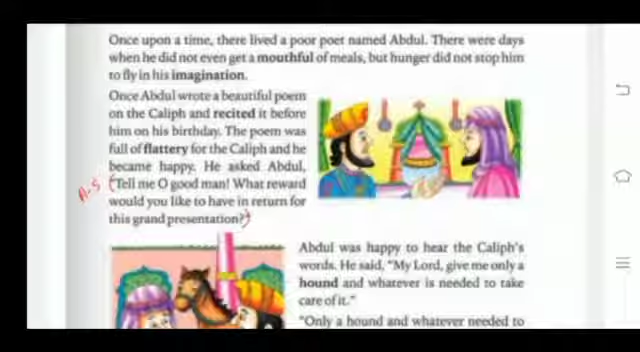 Once upon a time, there lived a poor poet named Abdul. There were days
when he did not even get a mouthful of meals, but hunger did not stop him
to fly in his imagination.
Once Abdul wrote a beautiful poem
on the Caliph and recited it before
him on his birthday. The poem was
full of flattery for the Caliph and he
became happy. He asked Abdul,
A-5 (Tell me O good man! What reward
would you like to have in return for
this grand presentation?)
Abdul was happy to hear the Caliph's
words. He said, "My Lord, give me only a
hound and whatever is needed to take
care of it."
"Only a hound and whatever needed to